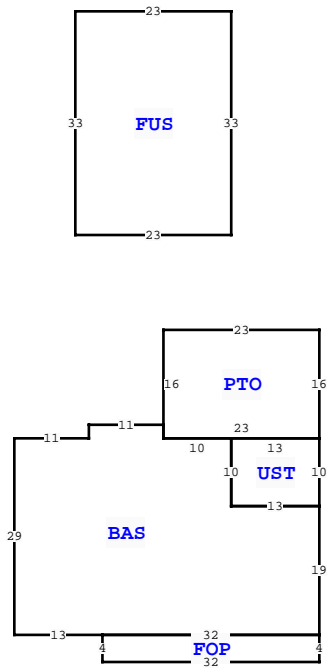 23
33 FUS 33
23
23
16 PTO 16
11 23
11 10 13
10 UST 10
13
29 BAS
19
13 32
4 FOP 4
32